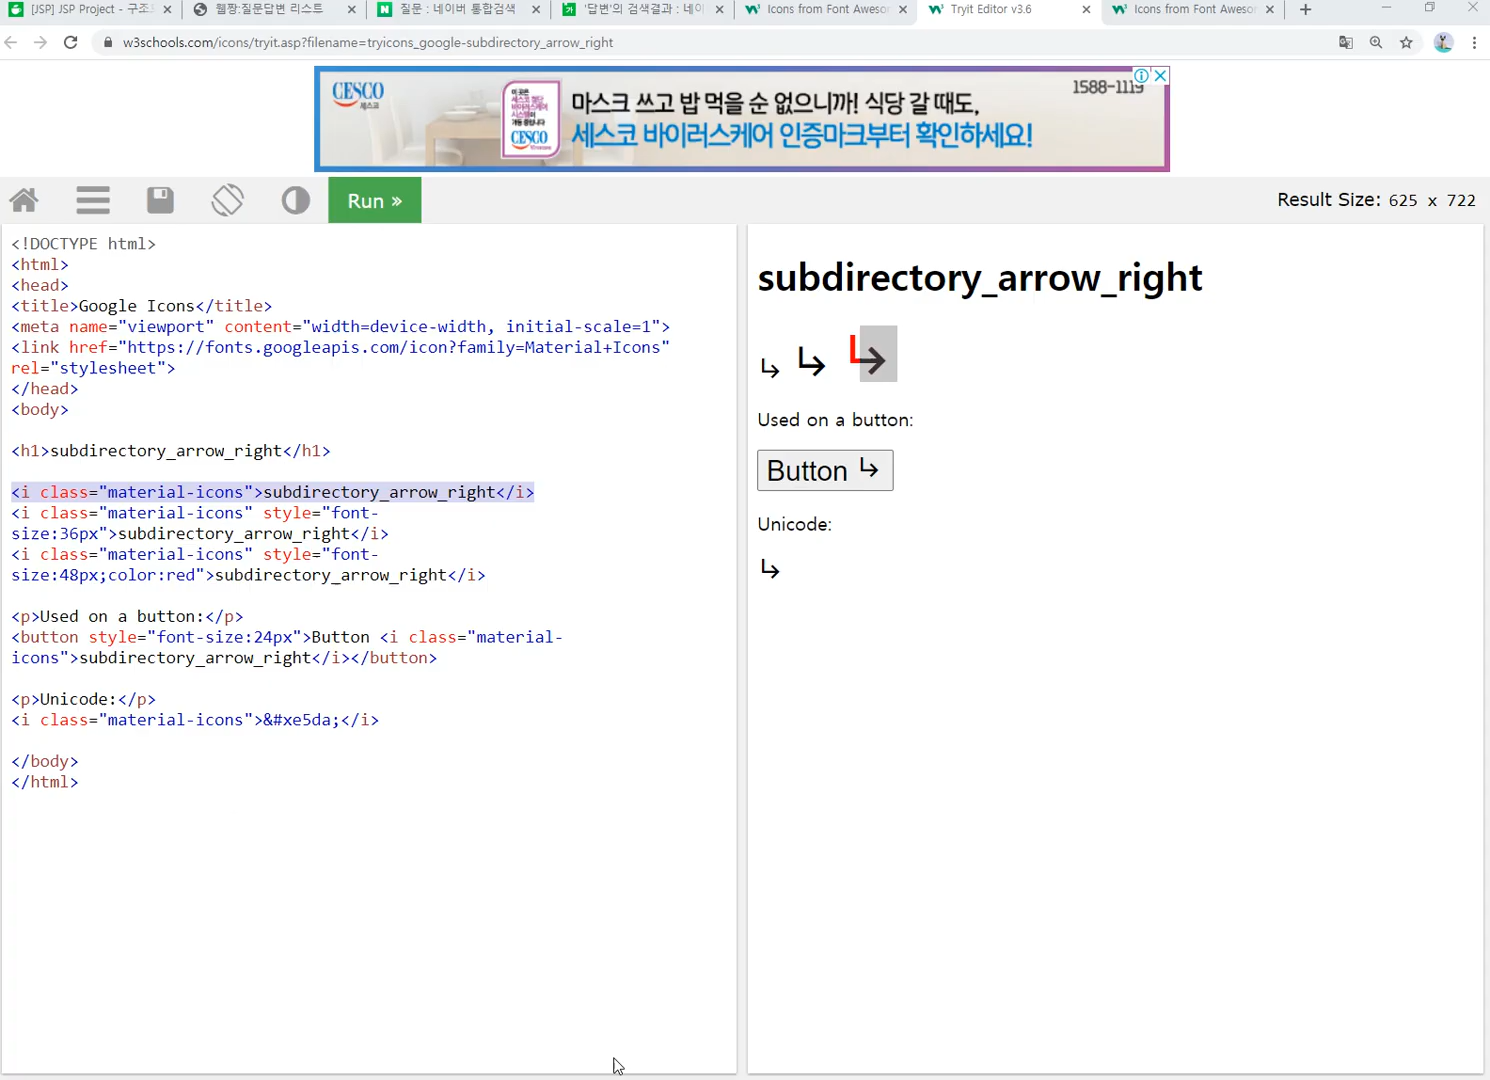 [JSP] JSP Project - 구조
웹짱:질문답변 리스트
질문 : 네이버 통합검색
'답변'의 검색결과 : 네이
Icons from Font Aweson
Tryit Editor v3.6
Icons from Font Aweson
w3schools.com/icons/tryit.asp?filename=tryicons_google-subdirectory_arrow_right
CESCO
세스코
CESCO
마스크 쓰고 밥 먹을 순 없으니까! 식당 갈 때도,
세스코 바이러스케어 인증마크부터 확인하세요!
1588-1119
Run »
Result Size: 625 x 722
<!DOCTYPE html>
<html>
<head>
<title>Google Icons</title>
<meta name="viewport" content="width=device-width, initial-scale=1">
<link href="https://fonts.googleapis.com/icon?family=Material+Icons"
rel="stylesheet">
</head>
<body>
<h1>subdirectory_arrow_right</h1>
<i class="material-icons">subdirectory_arrow_right</i>
<i class="material-icons" style="font-
size:36px">subdirectory_arrow_right</i>
<i class="material-icons" style="font-
size:48px;color:red">subdirectory_arrow_right</i>
<p>Used on a button:</p>
<button style="font-size:24px">Button <i class="material-
icons">subdirectory_arrow_right</i></button>
<p>Unicode:</p>
<i class="material-icons">&#xe5da;</i>
</body>
</html>
subdirectory_arrow_right
Used on a button:
Button
Unicode: